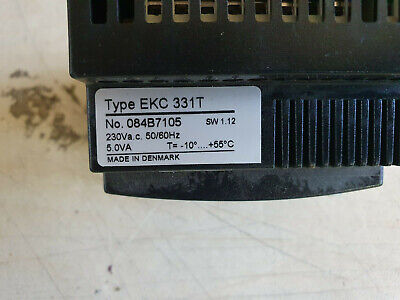 Type EKC 331T
No. 084B7105 SW 1.12
230Va.c. 50/60Hz
5.0VA T= -10°....+55°C
MADE IN DENMARK